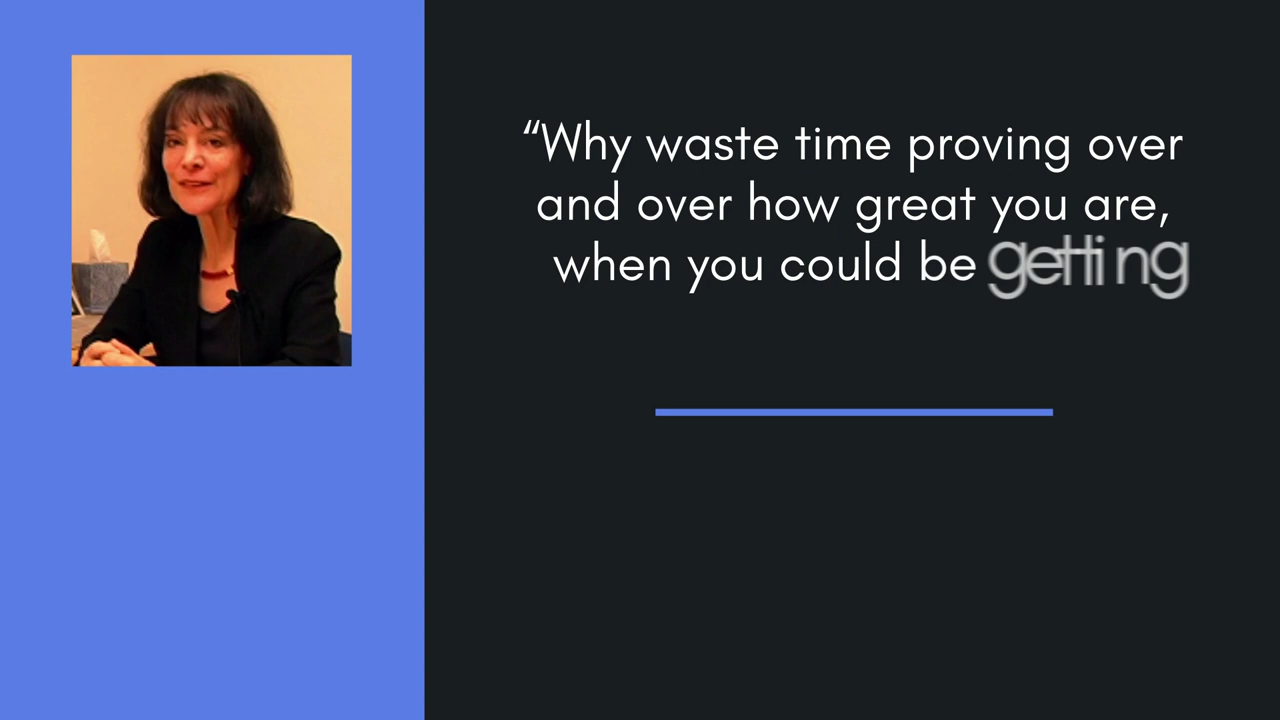 “Why waste time proving over
and over how great you are,
when you could be getting